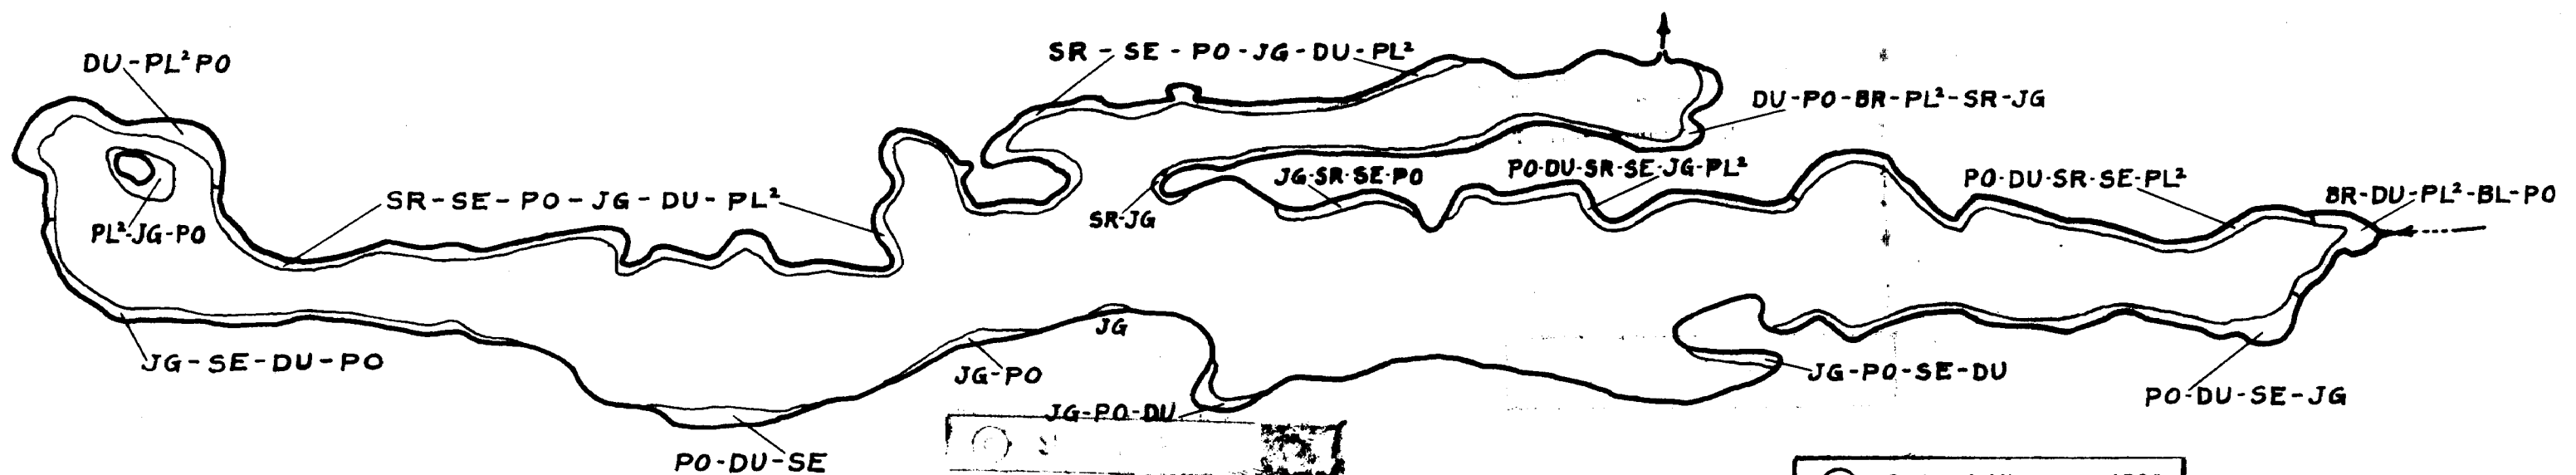 DU-PL²PO
SR-SE-PO-JG-DU-PL²
DU-PO-BR-PL²-SR-JG
PL²-JG-PO
SR-SE-PO-JG-DU-PL²
SR-JG
JG-SR-SE-PO
PO-DU-SR-SE-JG-PL²
PO-DU-SR-SE-PL²
BR-DU-PL²-BL-PO
JG-SE-DU-PO
PO-DU-SE
JG-PO
JG
JG-PO-DU
JG-PO-SE-DU
PO-DU-SE-JG